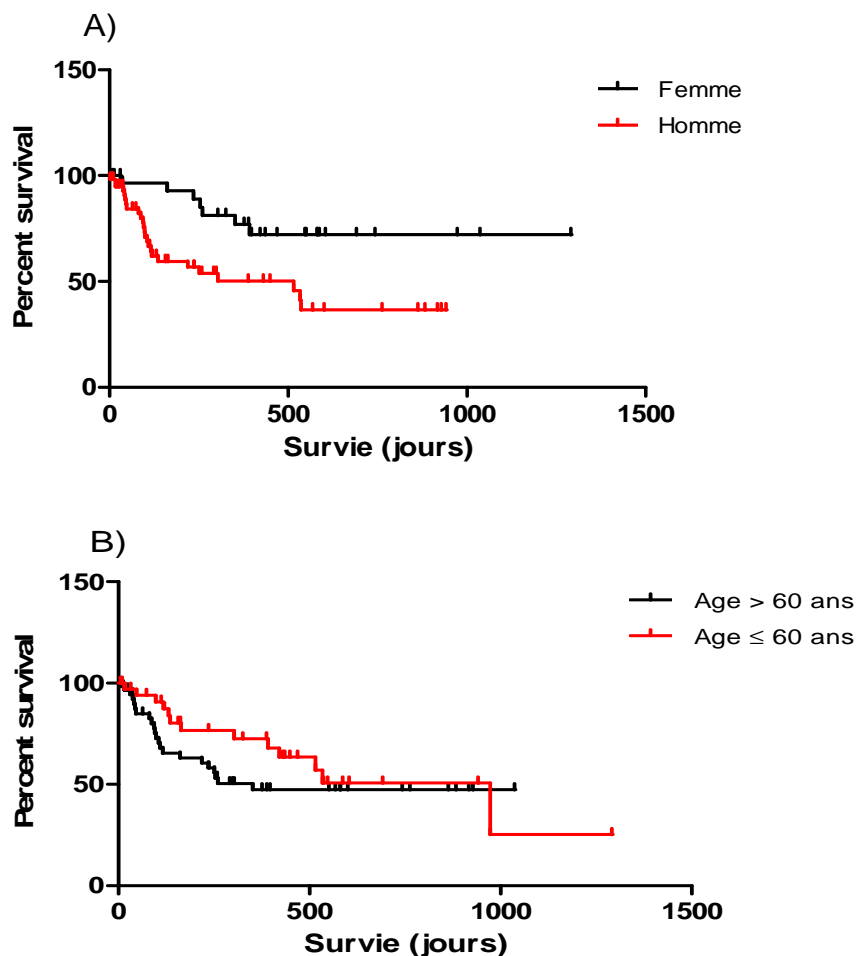 A)
150
100
50
0
Percent survival
Femme
Homme
0 500 1000 1500
Survie (jours)
B)
150
100
50
0
Percent survival
Age > 60 ans
Age ≤ 60 ans
0 500 1000 1500
Survie (jours)